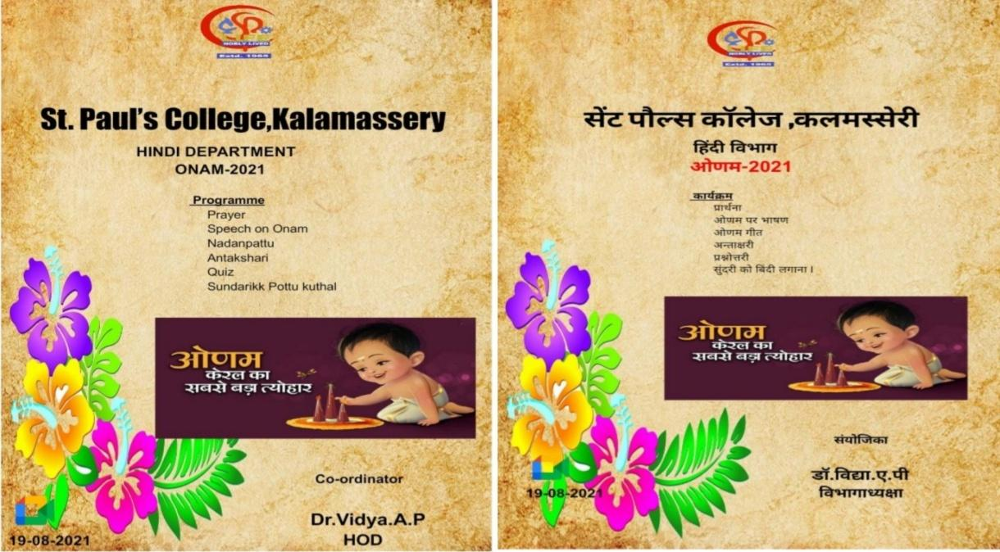 NOBLY LIVED
Estd. 1965
St. Paul's College,Kalamassery
HINDI DEPARTMENT
ONAM-2021
Programme
Prayer
Speech on Onam
Nadanpattu
Antakshari
Quiz
Sundarikk Pottu kuthal
ओणम
केरल का
सबसे बड़ा त्योहार
Co-ordinator
Dr.Vidya.A.P
HOD
19-08-2021
NOBLY LIVED
Estd. 1965
सेंट पौल्स कॉलेज ,कलमस्सेरी
हिंदी विभाग
ओणम-2021
कार्यक्रम
प्रार्थना
ओणम पर भाषण
ओणम गीत
अन्ताक्षरी
प्रश्नोत्तरी
सुंदरी को बिंदी लगाना।
ओणम
केरल का
सबसे बड़ा त्योहार
संयोजिका
डॉ.विद्या.ए.पी
विभागाध्यक्षा
19-08-2021